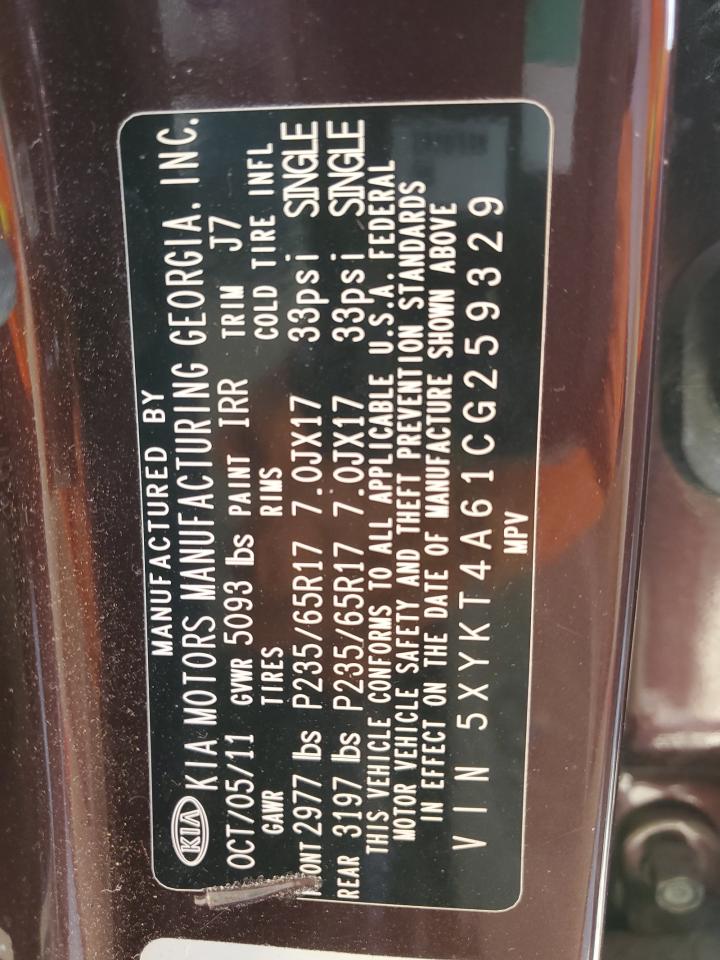 MANUFACTURED BY
KIA KIA MOTORS MANUFACTURING GEORGIA, INC.
OCT/05/11 GVWR 5093 lbs PAINT IRR TRIM J7
GAWR TIRES RIMS COLD TIRE INFL
2977 lbs P235/65R17 7.0JX17 33psi SINGLE
REAR 3197 lbs P235/65R17 7.0JX17 33psi SINGLE
THIS VEHICLE CONFORMS TO ALL APPLICABLE U.S.A. FEDERAL
MOTOR VEHICLE SAFETY AND THEFT PREVENTION STANDARDS
IN EFFECT ON THE DATE OF MANUFACTURE SHOWN ABOVE
VIN 5XYKT4A61CG259329
MPV